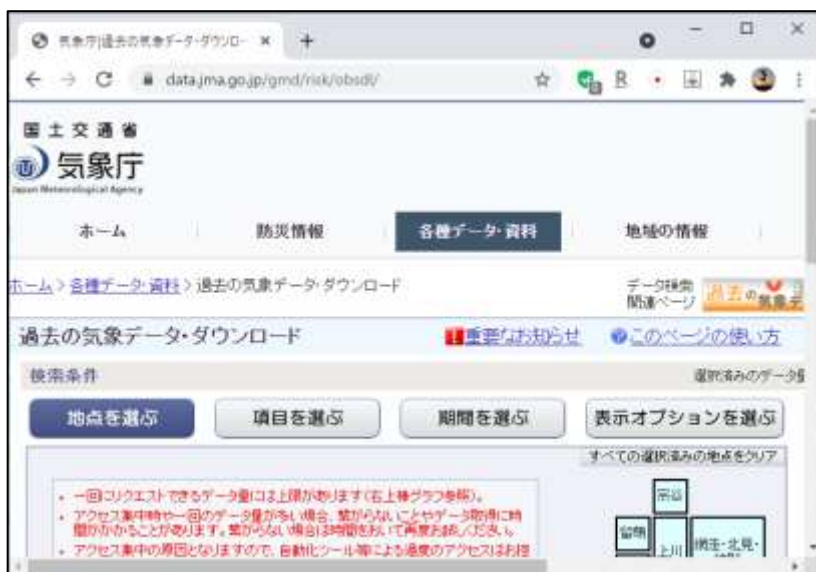 気象庁|過去の気象データ・ダウンロー
data.jma.go.jp/gmd/risk/obsdl/
国土交通省
気象庁
Japan Meteorological Agency
ホーム
防災情報
各種データ・資料
地域の情報
ホーム > 各種データ・資料 > 過去の気象データ・ダウンロード
データ検索
関連ページ
過去の気象デ
過去の気象データ・ダウンロード
重要なお知らせ
このページの使い方
検索条件
選択済みのデータ量
地点を選ぶ
項目を選ぶ
期間を選ぶ
表示オプションを選ぶ
すべての選択済みの地点をクリア
・一回にリクエストできるデータ量には上限があります(右上棒グラフ参照)。
・アクセス集中時や一回のデータ量が多い場合、繋がらないことやデータ取得に時
間がかかることがあります。繋がらない場合は時間をおいて再度お試しください。
・アクセス集中の原因となりますので、自動化ツール等による過度のアクセスはお控
宗谷
留萌
上川
網走・北見・